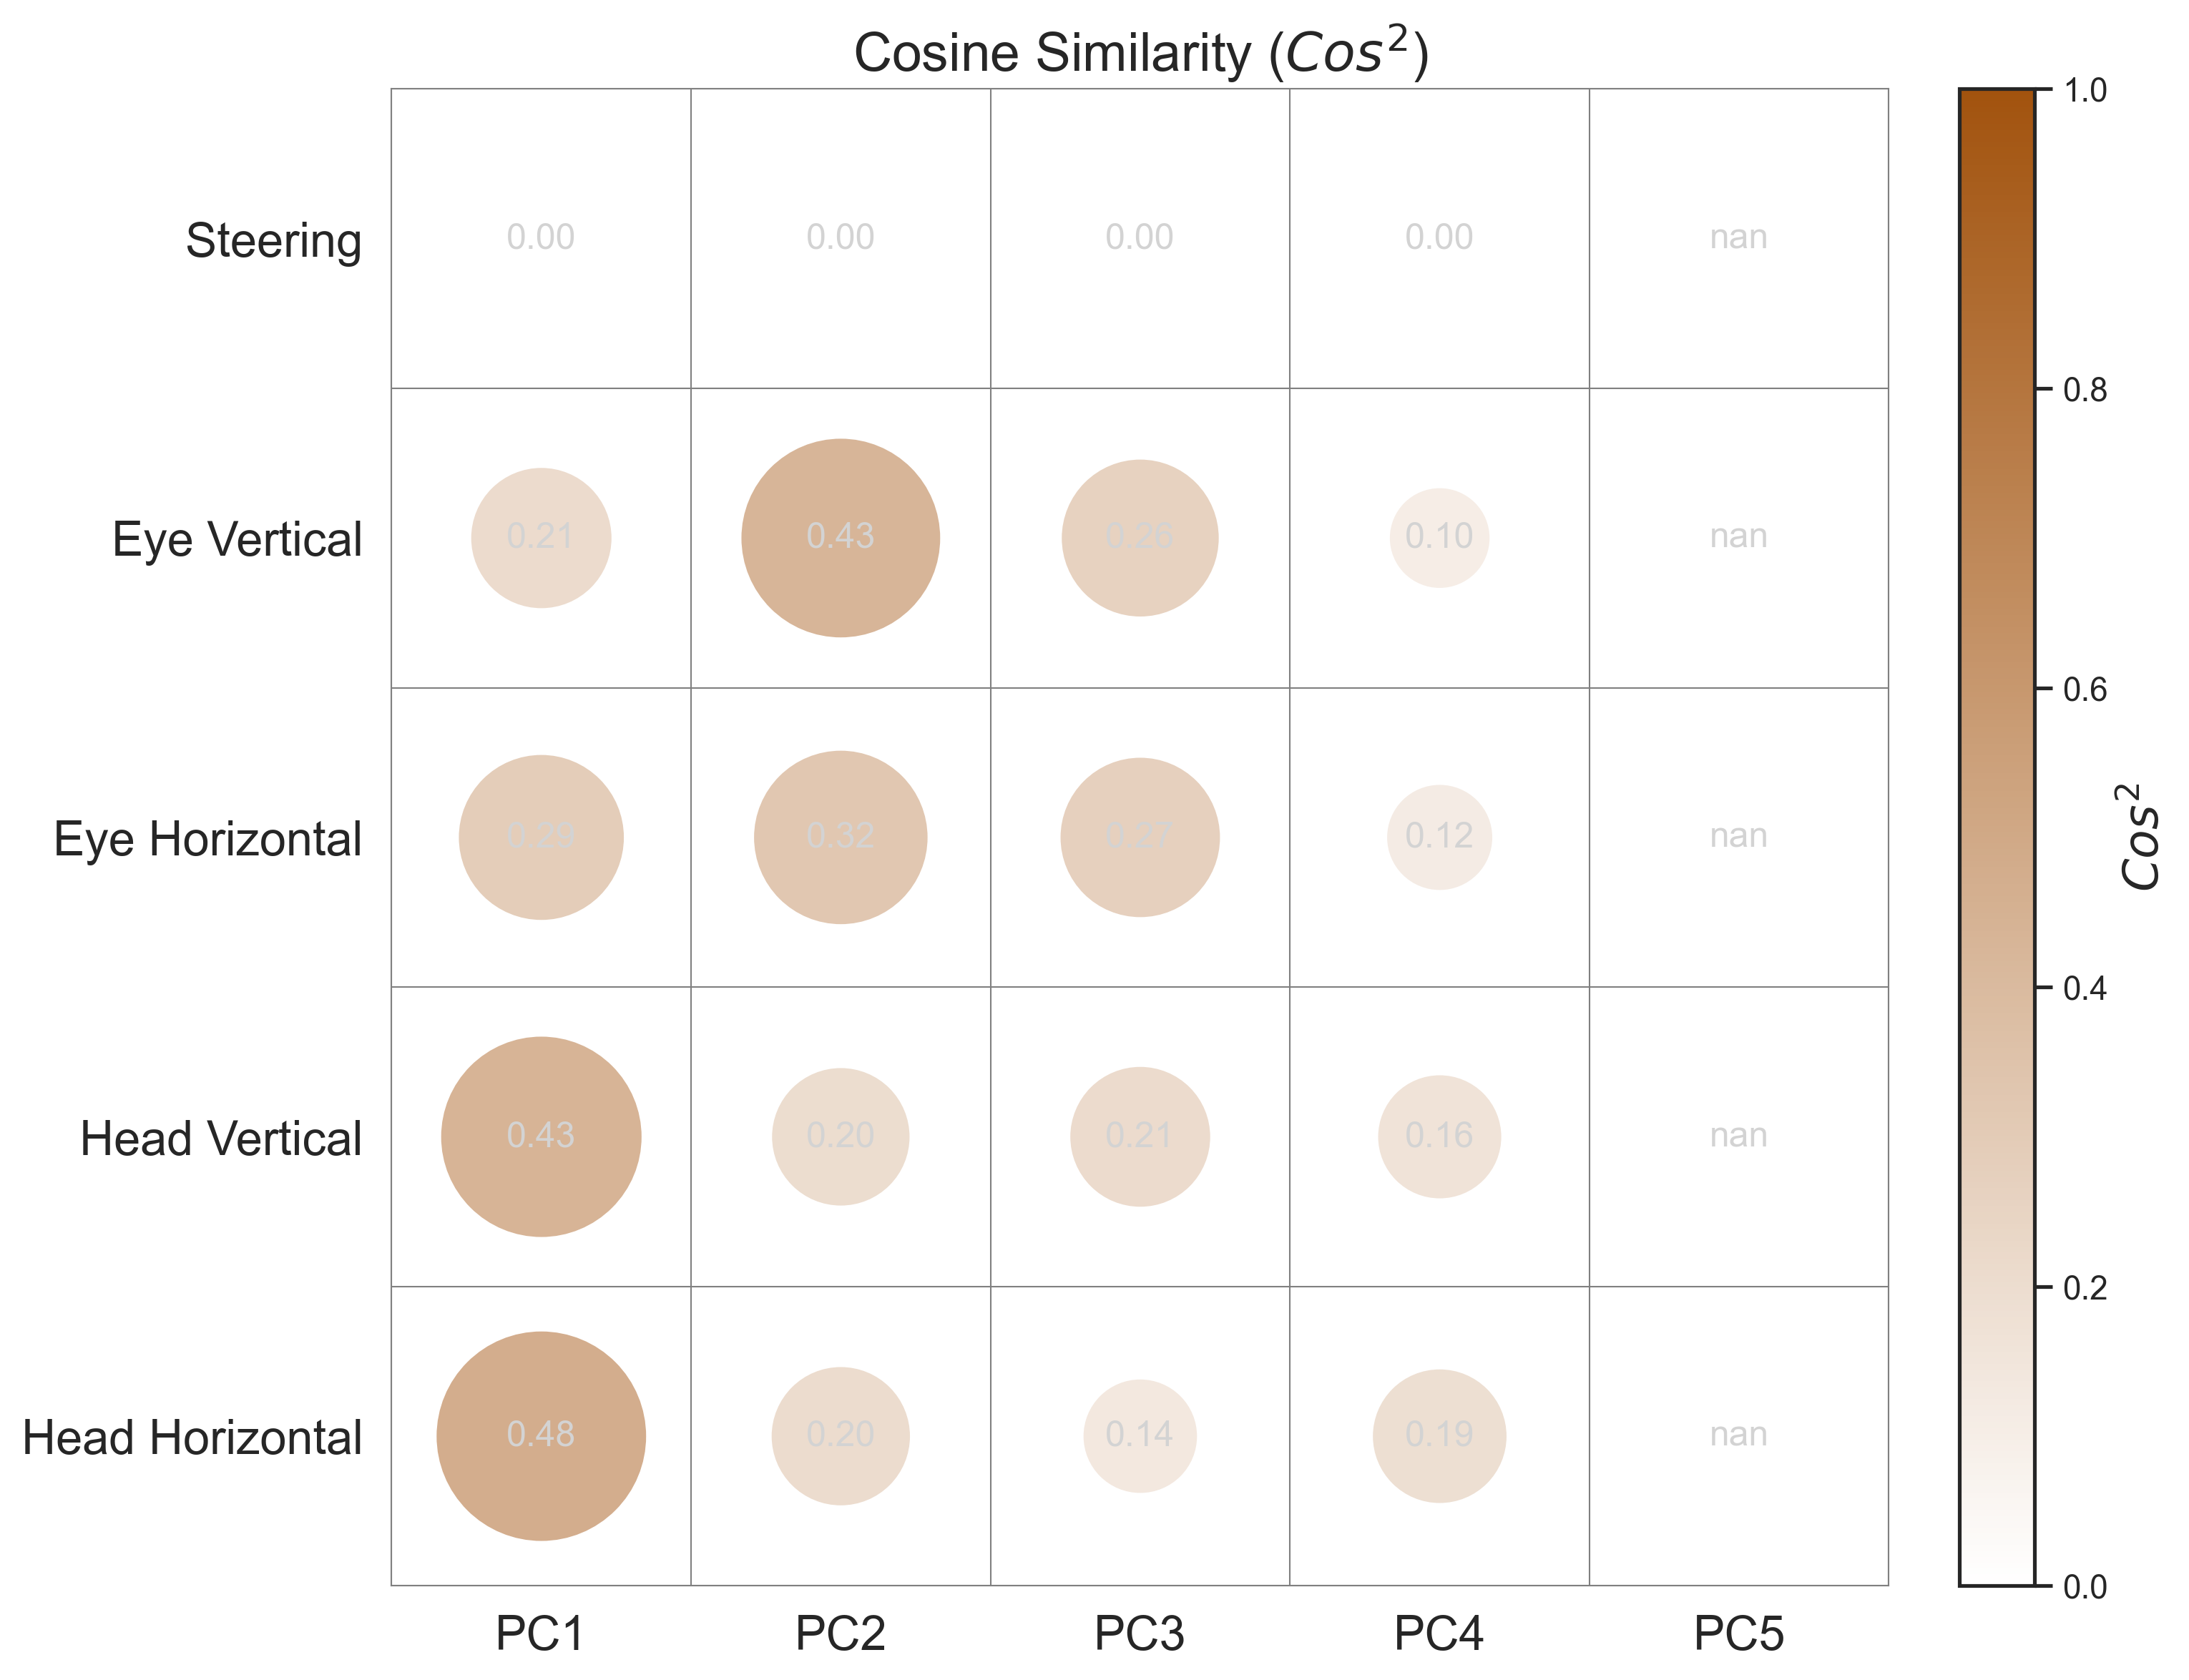 Cosine Similarity (Cos²)
Steering 0.00 0.00 0.00 0.00 nan
Eye Vertical 0.21 0.43 0.26 0.10 nan
Eye Horizontal 0.29 0.32 0.27 0.12 nan
Head Vertical 0.43 0.20 0.21 0.16 nan
Head Horizontal 0.48 0.20 0.14 0.19 nan
PC1 PC2 PC3 PC4 PC5
1.0
0.8
0.6
0.4
0.2
0.0
Cos²